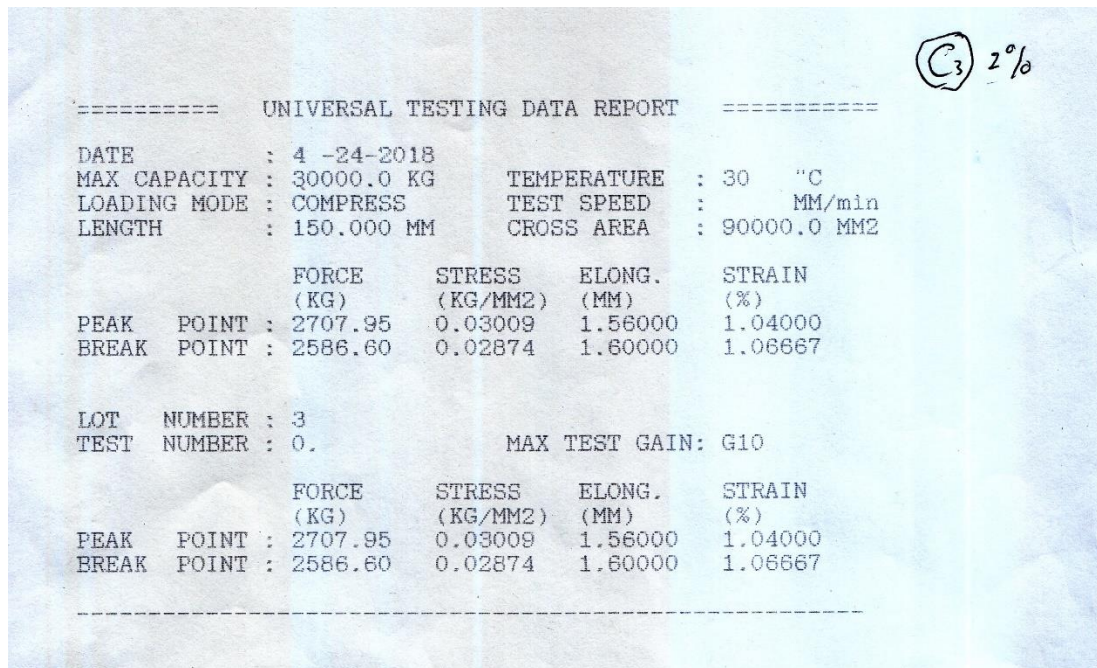 C3 2%
========== UNIVERSAL TESTING DATA REPORT ===========
DATE : 4 -24-2018
MAX CAPACITY : 30000.0 KG TEMPERATURE : 30 "C
LOADING MODE : COMPRESS TEST SPEED : MM/min
LENGTH : 150.000 MM CROSS AREA : 90000.0 MM2
FORCE STRESS ELONG. STRAIN
(KG) (KG/MM2) (MM) (%)
PEAK POINT : 2707.95 0.03009 1.56000 1.04000
BREAK POINT : 2586.60 0.02874 1.60000 1.06667
LOT NUMBER : 3
TEST NUMBER : 0. MAX TEST GAIN: G10
FORCE STRESS ELONG. STRAIN
(KG) (KG/MM2) (MM) (%)
PEAK POINT : 2707.95 0.03009 1.56000 1.04000
BREAK POINT : 2586.60 0.02874 1.60000 1.06667